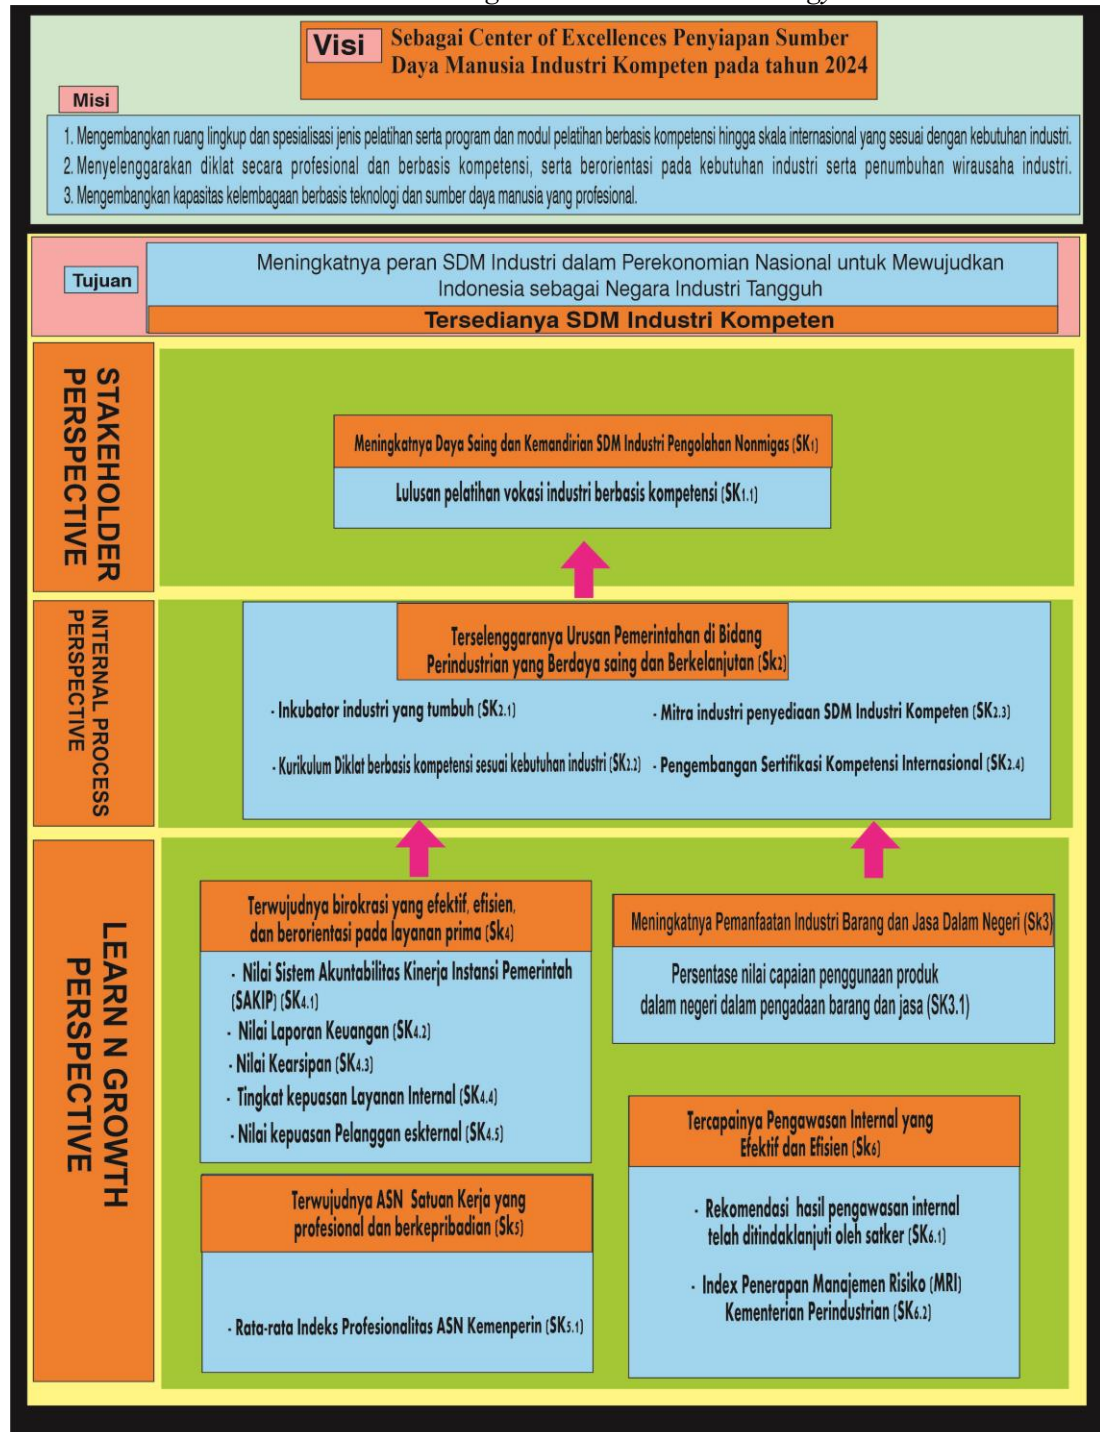 Visi
Sebagai Center of Excellences Penyiapan Sumber
Daya Manusia Industri Kompeten pada tahun 2024
Misi
1. Mengembangkan ruang lingkup dan spesialisasi jenis pelatihan serta program dan modul pelatihan berbasis kompetensi hingga skala internasional yang sesuai dengan kebutuhan industri.
2. Menyelenggarakan diklat secara profesional dan berbasis kompetensi, serta berorientasi pada kebutuhan industri serta penumbuhan wirausaha industri.
3. Mengembangkan kapasitas kelembagaan berbasis teknologi dan sumber daya manusia yang profesional.
Tujuan
Meningkatnya peran SDM Industri dalam Perekonomian Nasional untuk Mewujudkan
Indonesia sebagai Negara Industri Tangguh
Tersedianya SDM Industri Kompeten
STAKEHOLDER
PERSPECTIVE
Meningkatnya Daya Saing dan Kemandirian SDM Industri Pengolahan Nonmigas (SK1)
Lulusan pelatihan vokasi industri berbasis kompetensi (SK1.1)
INTERNAL PROCESS
PERSPECTIVE
Terselenggaranya Urusan Pemerintahan di Bidang
Perindustrian yang Berdaya saing dan Berkelanjutan (Sk2)
- Inkubator industri yang tumbuh (SK2.1)
- Mitra industri penyediaan SDM Industri Kompeten (SK2.3)
- Kurikulum Diklat berbasis kompetensi sesuai kebutuhan industri (SK2.2)
- Pengembangan Sertifikasi Kompetensi Internasional (SK2.4)
LEARN N GROWTH
PERSPECTIVE
Terwujudnya birokrasi yang efektif, efisien,
dan berorientasi pada layanan prima (Sk4)
- Nilai Sistem Akuntabilitas Kinerja Instansi Pemerintah
(SAKIP) (SK4.1)
- Nilai Laporan Keuangan (SK4.2)
- Nilai Kearsipan (SK4.3)
- Tingkat kepuasan Layanan Internal (SK4.4)
- Nilai kepuasan Pelanggan eskternal (SK4.5)
Meningkatnya Pemanfaatan Industri Barang dan Jasa Dalam Negeri (Sk3)
Persentase nilai capaian penggunaan produk
dalam negeri dalam pengadaan barang dan jasa (SK3.1)
Terwujudnya ASN Satuan Kerja yang
profesional dan berkepribadian (Sk5)
- Rata-rata Indeks Profesionalitas ASN Kemenperin (SK5.1)
Tercapainya Pengawasan Internal yang
Efektif dan Efisien (Sk6)
- Rekomendasi hasil pengawasan internal
telah ditindaklanjuti oleh satker (SK6.1)
- Index Penerapan Manajemen Risiko (MRI)
Kementerian Perindustrian (SK6.2)